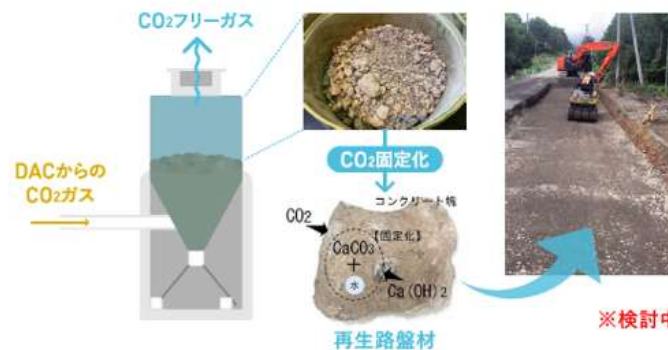 CO2フリーガス
DACからの
CO2ガス
CO2固定化
コンクリート塊
CO2
【固定化】
CaCO3
+
水
Ca(OH)2
再生路盤材
※検討中